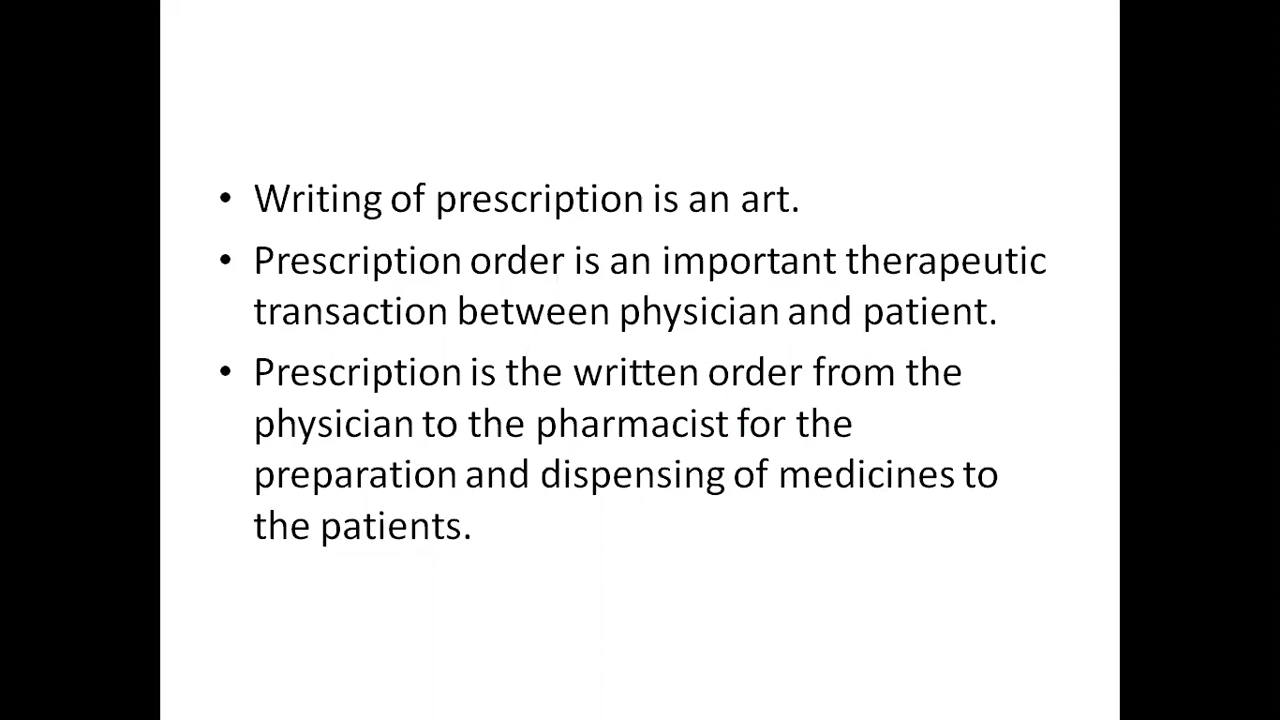 • Writing of prescription is an art.
• Prescription order is an important therapeutic
transaction between physician and patient.
• Prescription is the written order from the
physician to the pharmacist for the
preparation and dispensing of medicines to
the patients.